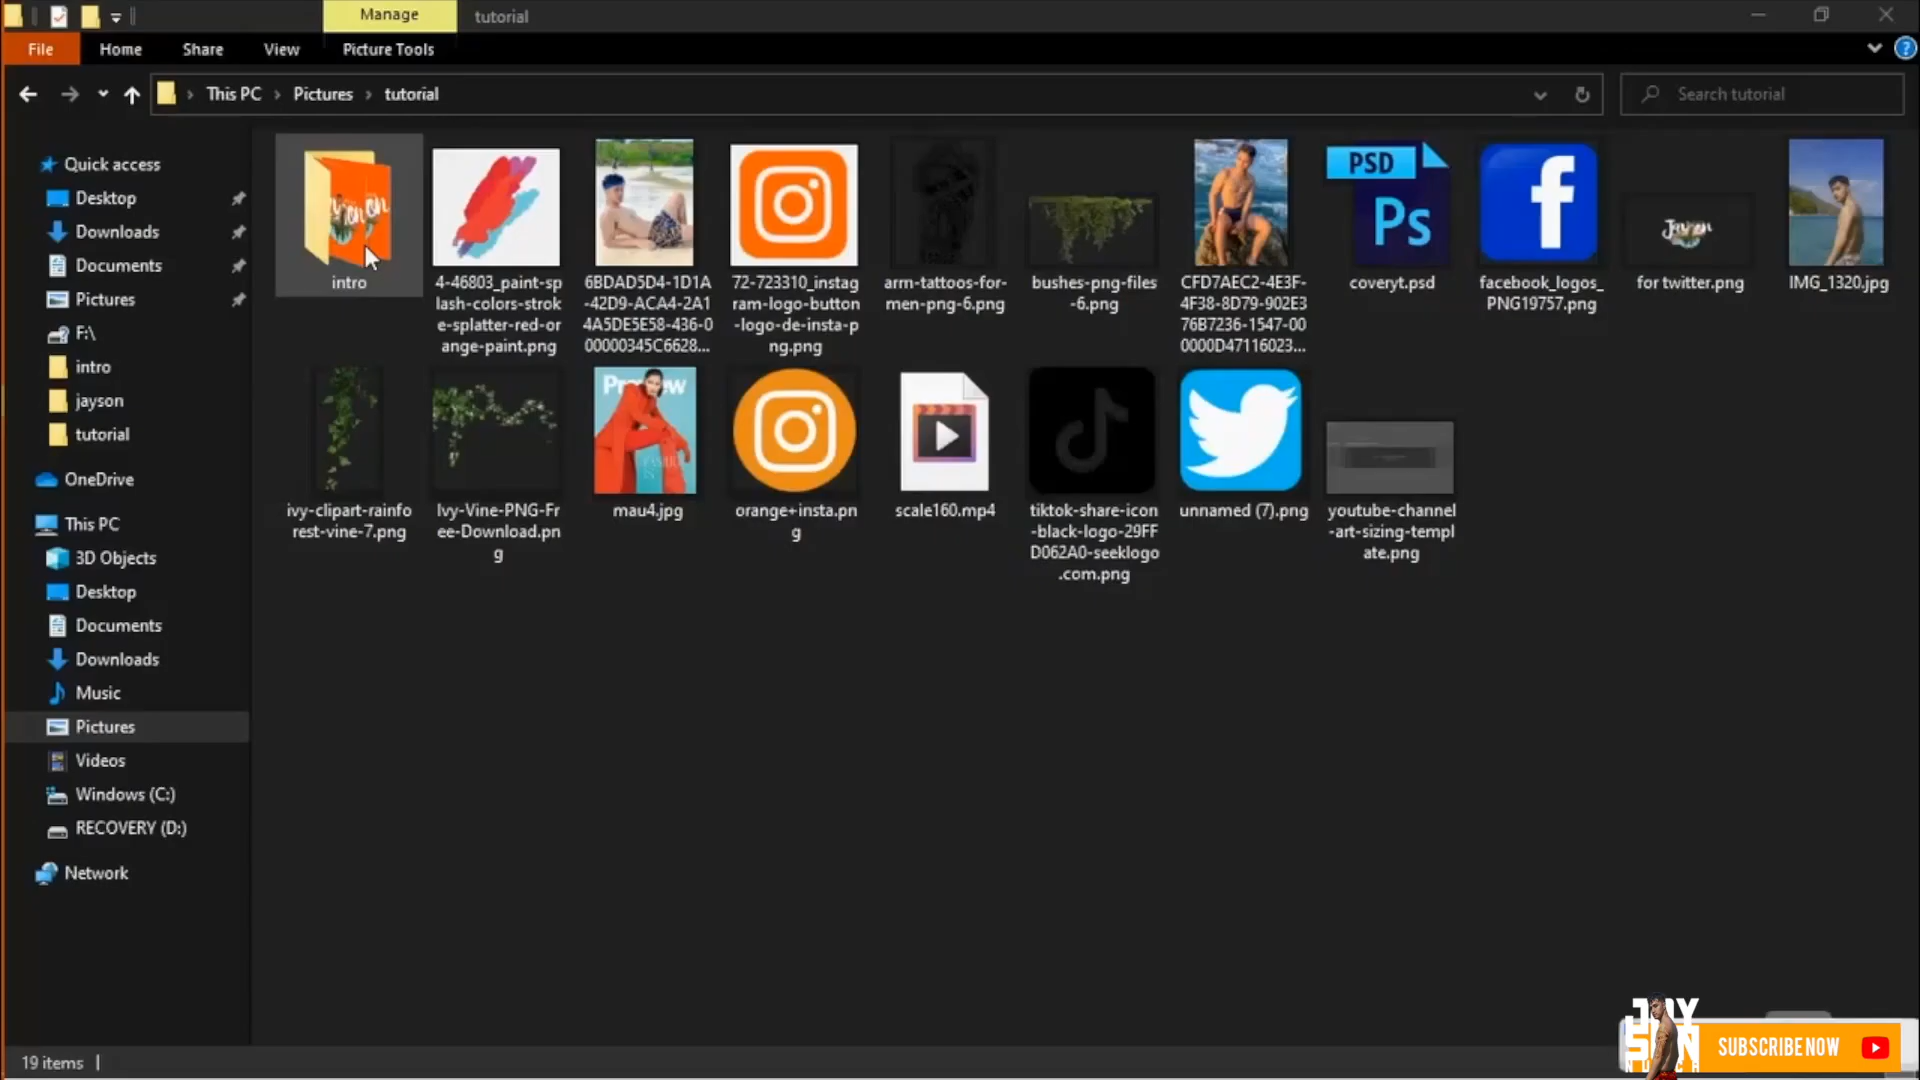 Manage
tutorial
File
Home
Share
View
Picture Tools
This PC
Pictures
tutorial
Search tutorial
Quick access
Desktop
Downloads
Documents
Pictures
F:\
intro
jayson
tutorial
OneDrive
This PC
3D Objects
Desktop
Documents
Downloads
Music
Pictures
Videos
Windows (C:)
RECOVERY (D:)
Network
intro
4-46803_paint-sp
lash-colors-strok
e-splatter-red-or
ange-paint.png
6BDAD5D4-1D1A
-42D9-ACA4-2A1
4A5DE5E58-436-0
00000345C6628...
72-723310_instag
ram-logo-button
-logo-de-insta-p
ng.png
arm-tattoos-for-
men-png-6.png
bushes-png-files
-6.png
CFD7AEC2-4E3F-
4F38-8D79-902E3
76B7236-1547-00
0000D47116023...
PSD
Ps
coveryt.psd
facebook_logos_
PNG19757.png
for twitter.png
IMG_1320.jpg
ivy-clipart-rainfo
rest-vine-7.png
Ivy-Vine-PNG-Fr
ee-Download.pn
g
mau4.jpg
orange+insta.pn
g
scale160.mp4
tiktok-share-icon
-black-logo-29FF
D062A0-seeklogo
.com.png
unnamed (7).png
youtube-channel
-art-sizing-templ
ate.png
19 items
SUBSCRIBE NOW